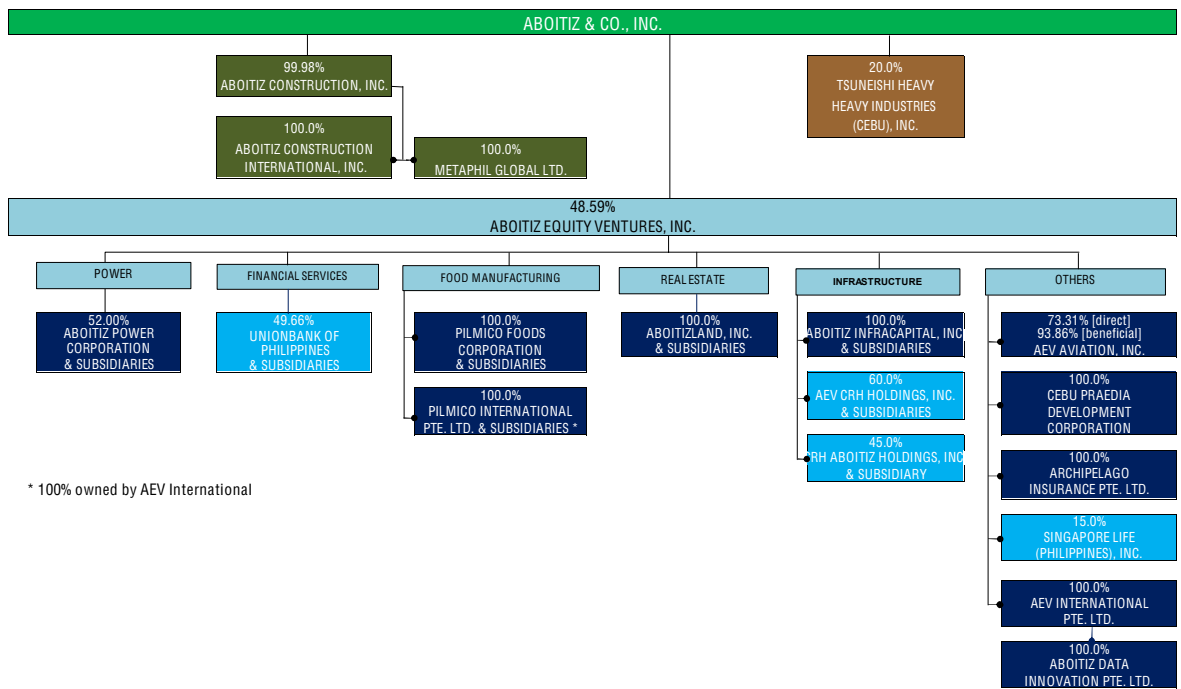 ABOITIZ & CO., INC.
99.98%
ABOITIZ CONSTRUCTION, INC.
20.0%
TSUNEISHI HEAVY
HEAVY INDUSTRIES
(CEBU), INC.
100.0%
ABOITIZ CONSTRUCTION
INTERNATIONAL, INC.
100.0%
METAPHIL GLOBAL LTD.
48.59%
ABOITIZ EQUITY VENTURES, INC.
POWER
52.00%
ABOITIZ POWER
CORPORATION
& SUBSIDIARIES
FINANCIAL SERVICES
49.66%
UNIONBANK OF
PHILIPPINES
& SUBSIDIARIES
FOOD MANUFACTURING
100.0%
PILMICO FOODS
CORPORATION
& SUBSIDIARIES
100.0%
PILMICO INTERNATIONAL
PTE. LTD. & SUBSIDIARIES *
REAL ESTATE
100.0%
ABOITIZLAND, INC.
& SUBSIDIARIES
INFRASTRUCTURE
100.0%
ABOITIZ INFRACAPITAL, INC
& SUBSIDIARIES
60.0%
AEV CRH HOLDINGS, INC.
& SUBSIDIARIES
45.0%
RH ABOITIZ HOLDINGS, INC
& SUBSIDIARY
OTHERS
73.31% [direct]
93.86% [beneficial]
AEV AVIATION, INC.
100.0%
CEBU PRAEDIA
DEVELOPMENT
CORPORATION
100.0%
ARCHIPELAGO
INSURANCE PTE. LTD.
15.0%
SINGAPORE LIFE
(PHILIPPINES), INC.
100.0%
AEV INTERNATIONAL
PTE. LTD.
100.0%
ABOITIZ DATA
INNOVATION PTE. LTD.
* 100% owned by AEV International